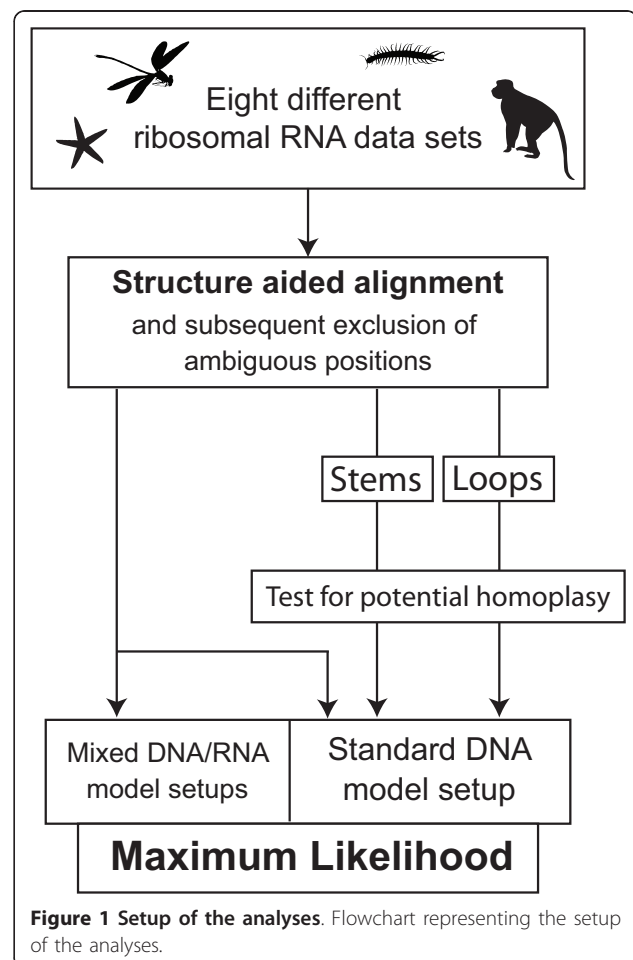 Eight different
ribosomal RNA data sets
Structure aided alignment
and subsequent exclusion of
ambiguous positions
Stems
Loops
Test for potential homoplasy
Mixed DNA/RNA
model setups
Standard DNA
model setup
Maximum Likelihood
Figure 1 Setup of the analyses. Flowchart representing the setup
of the analyses.